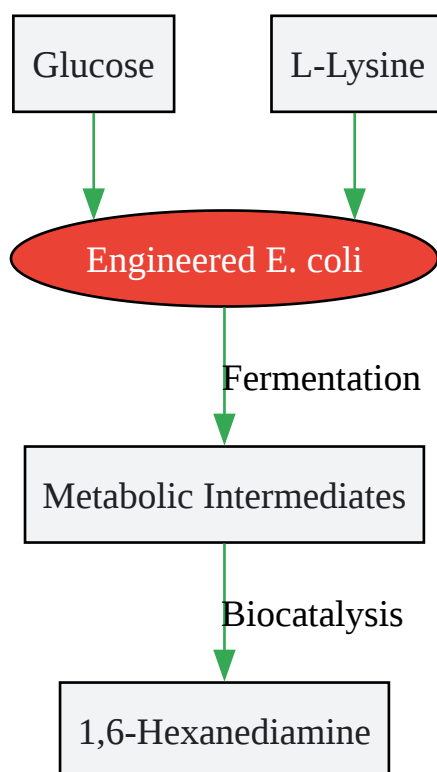 Glucose
L-Lysine
Engineered E. coli
Fermentation
Metabolic Intermediates
Biocatalysis
1,6-Hexanediamine